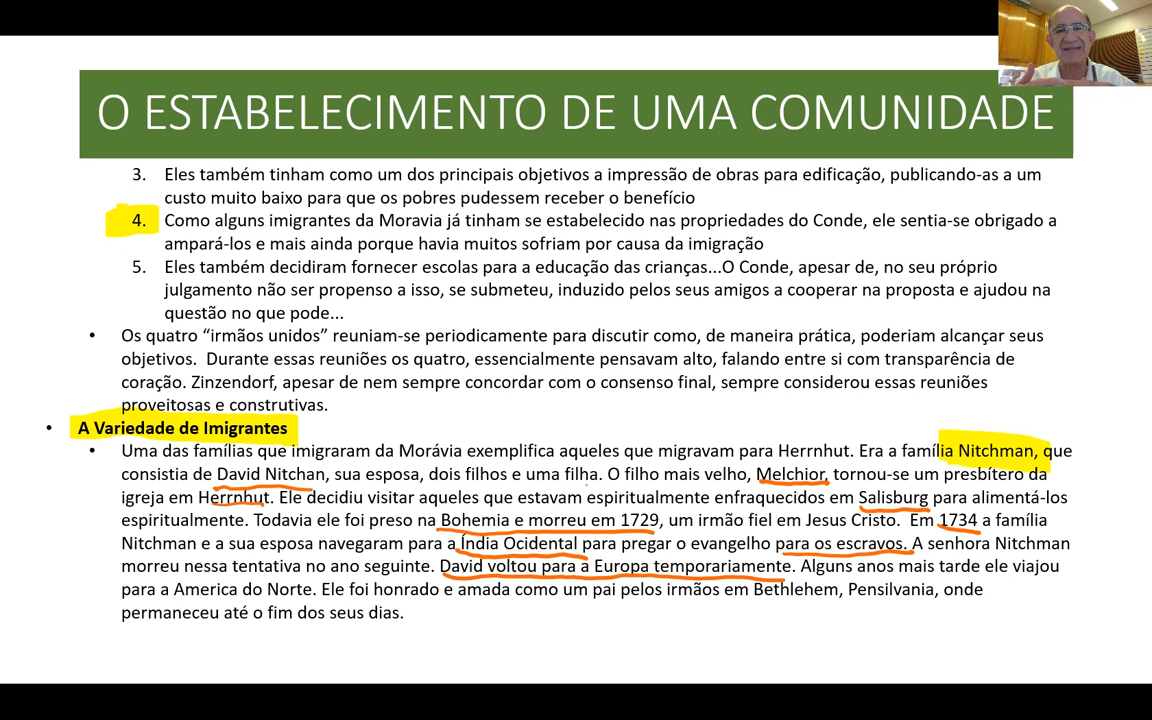 O ESTABELECIMENTO DE UMA COMUNIDADE
3. Eles também tinham como um dos principais objetivos a impressão de obras para edificação, publicando-as a um
custo muito baixo para que os pobres pudessem receber o benefício
4. Como alguns imigrantes da Moravia já tinham se estabelecido nas propriedades do Conde, ele sentia-se obrigado a
ampará-los e mais ainda porque havia muitos sofriam por causa da imigração
5. Eles também decidiram fornecer escolas para a educação das crianças...O Conde, apesar de, no seu próprio
julgamento não ser propenso a isso, se submeteu, induzido pelos seus amigos a cooperar na proposta e ajudou na
questão no que pode...
• Os quatro “irmãos unidos” reuniam-se periodicamente para discutir como, de maneira prática, poderiam alcançar seus
objetivos. Durante essas reuniões os quatro, essencialmente pensavam alto, falando entre si com transparência de
coração. Zinzendorf, apesar de nem sempre concordar com o consenso final, sempre considerou essas reuniões
proveitosas e construtivas.
• A Variedade de Imigrantes
• Uma das famílias que imigraram da Morávia exemplifica aqueles que migravam para Herrnhut. Era a família Nitchman, que
consistia de David Nitchan, sua esposa, dois filhos e uma filha. O filho mais velho, Melchior, tornou-se um presbítero da
igreja em Herrnhut. Ele decidiu visitar aqueles que estavam espiritualmente enfraquecidos em Salisburg para alimentá-los
espiritualmente. Todavia ele foi preso na Bohemia e morreu em 1729, um irmão fiel em Jesus Cristo. Em 1734 a família
Nitchman e a sua esposa navegaram para a Índia Ocidental para pregar o evangelho para os escravos. A senhora Nitchman
morreu nessa tentativa no ano seguinte. David voltou para a Europa temporariamente. Alguns anos mais tarde ele viajou
para a America do Norte. Ele foi honrado e amada como um pai pelos irmãos em Bethlehem, Pensilvania, onde
permaneceu até o fim dos seus dias.